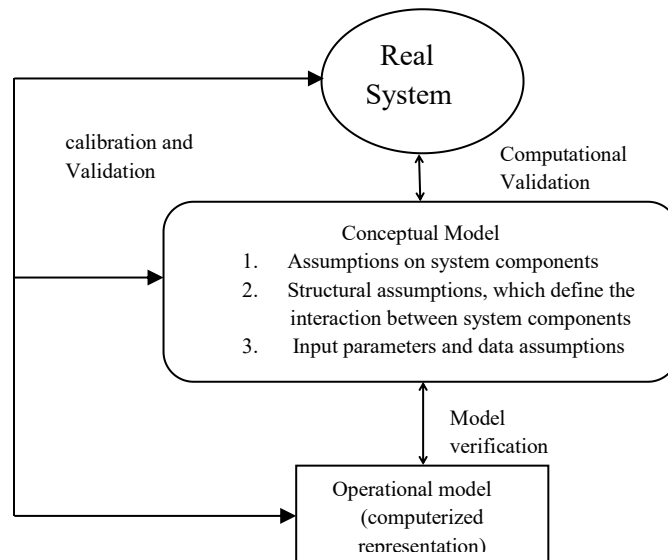 Real
System
calibration and
Validation
Computational
Validation
Conceptual Model
1. Assumptions on system components
2. Structural assumptions, which define the
interaction between system components
3. Input parameters and data assumptions
Model
verification
Operational model
(computerized
representation)